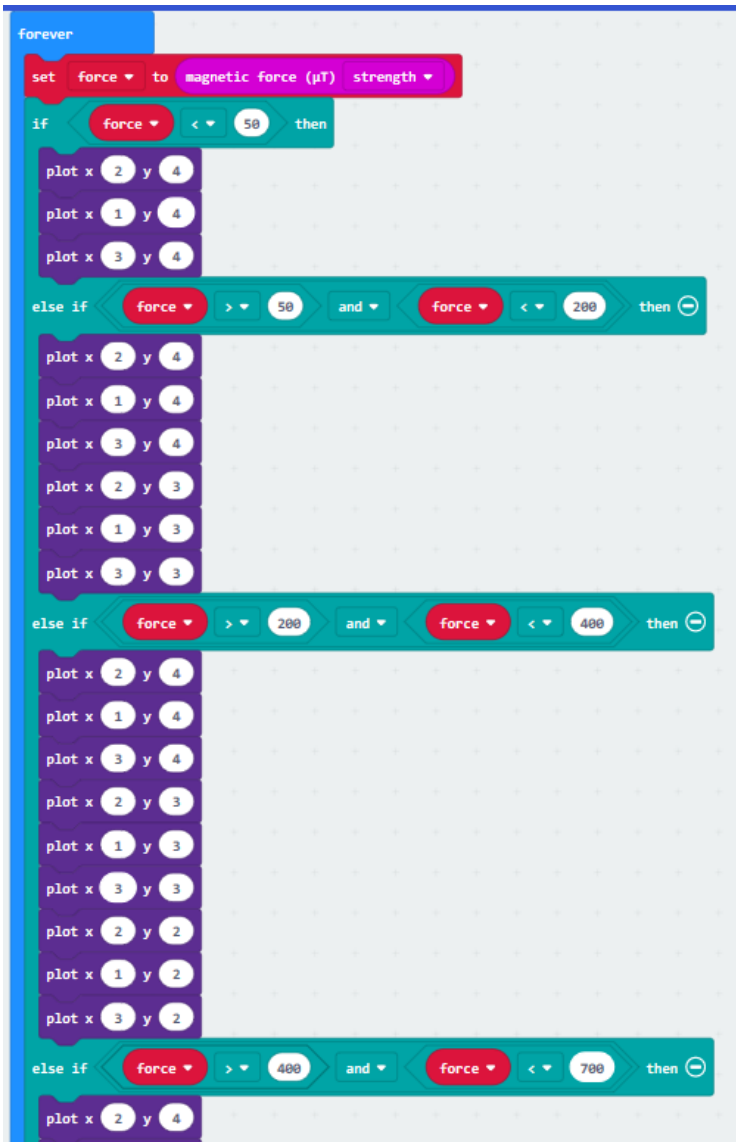 forever
set force to magnetic force (µT) strength
if force < 50 then
plot x 2 y 4
plot x 1 y 4
plot x 3 y 4
else if force > 50 and force < 200 then
plot x 2 y 4
plot x 1 y 4
plot x 3 y 4
plot x 2 y 3
plot x 1 y 3
plot x 3 y 3
else if force > 200 and force < 400 then
plot x 2 y 4
plot x 1 y 4
plot x 3 y 4
plot x 2 y 3
plot x 1 y 3
plot x 3 y 3
plot x 2 y 2
plot x 1 y 2
plot x 3 y 2
else if force > 400 and force < 700 then
plot x 2 y 4